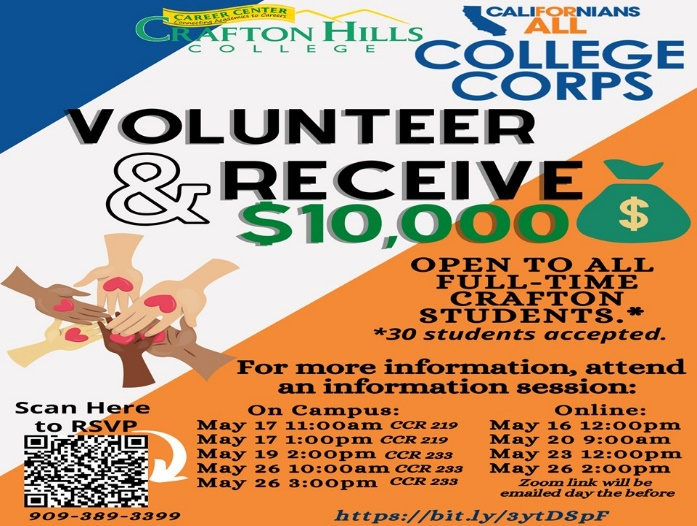 CAREER CENTER
Connecting Academics to Careers
CRAFTON HILLS
COLLEGE
CALIFORNIANS
ALL
COLLEGE
CORPS
VOLUNTEER
& RECEIVE
$10,000
$
OPEN TO ALL
FULL-TIME
CRAFTON
STUDENTS.*
*30 students accepted.
For more information, attend
an information session:
Scan Here
to RSVP
909-389-3399
On Campus:
May 17 11:00am CCR 219
May 17 1:00pm CCR 219
May 19 2:00pm CCR 233
May 26 10:00am CCR 233
May 26 3:00pm CCR 233
Online:
May 16 12:00pm
May 20 9:00am
May 23 12:00pm
May 26 2:00pm
Zoom link will be
emailed day the before
https://bit.ly/3ytDSpF